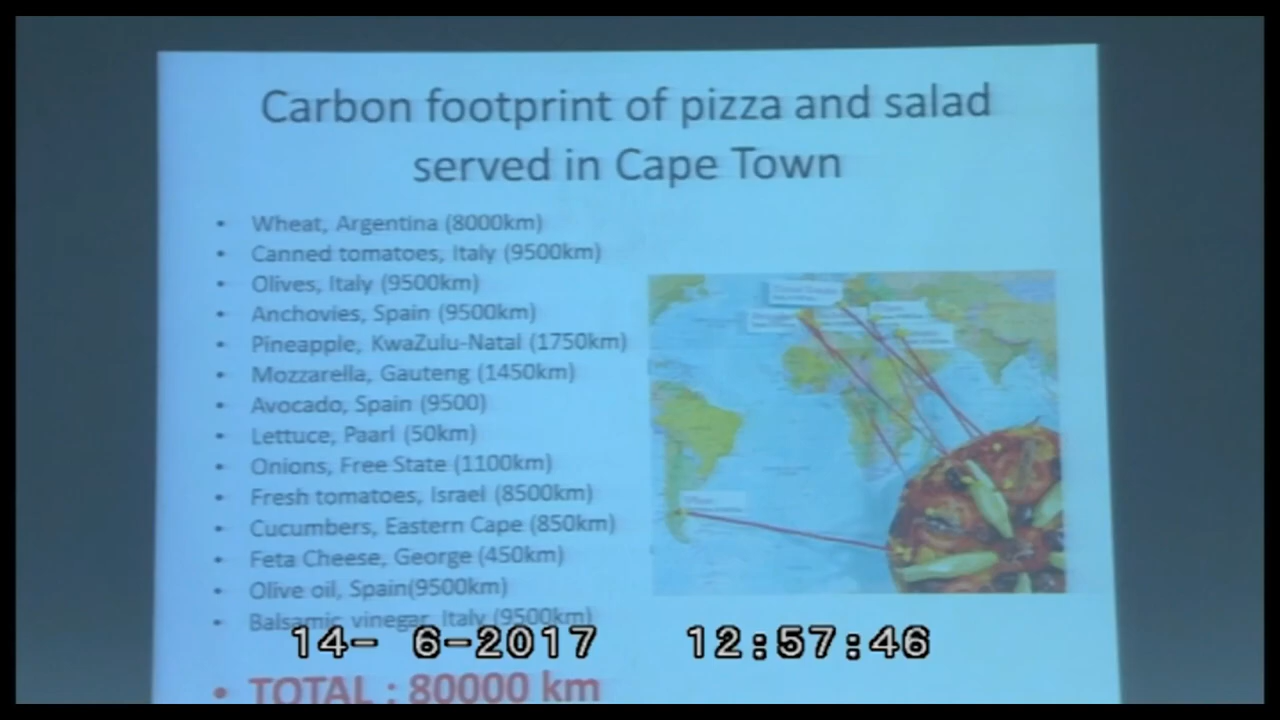 Carbon footprint of pizza and salad
served in Cape Town
• Wheat, Argentina (8000km)
• Canned tomatoes, Italy (9500km)
• Olives, Italy (9500km)
• Anchovies, Spain (9500km)
• Pineapple, KwaZulu-Natal (1750km)
• Mozzarella, Gauteng (1450km)
• Avocado, Spain (9500)
• Lettuce, Paarl (50km)
• Onions, Free State (1100km)
• Fresh tomatoes, Israel (8500km)
• Cucumbers, Eastern Cape (850km)
• Feta Cheese, George (450km)
• Olive oil, Spain(9500km)
• Balsamic vinegar, Italy (9500km)
14- 6-2017 12:57:46
• TOTAL : 80000 km